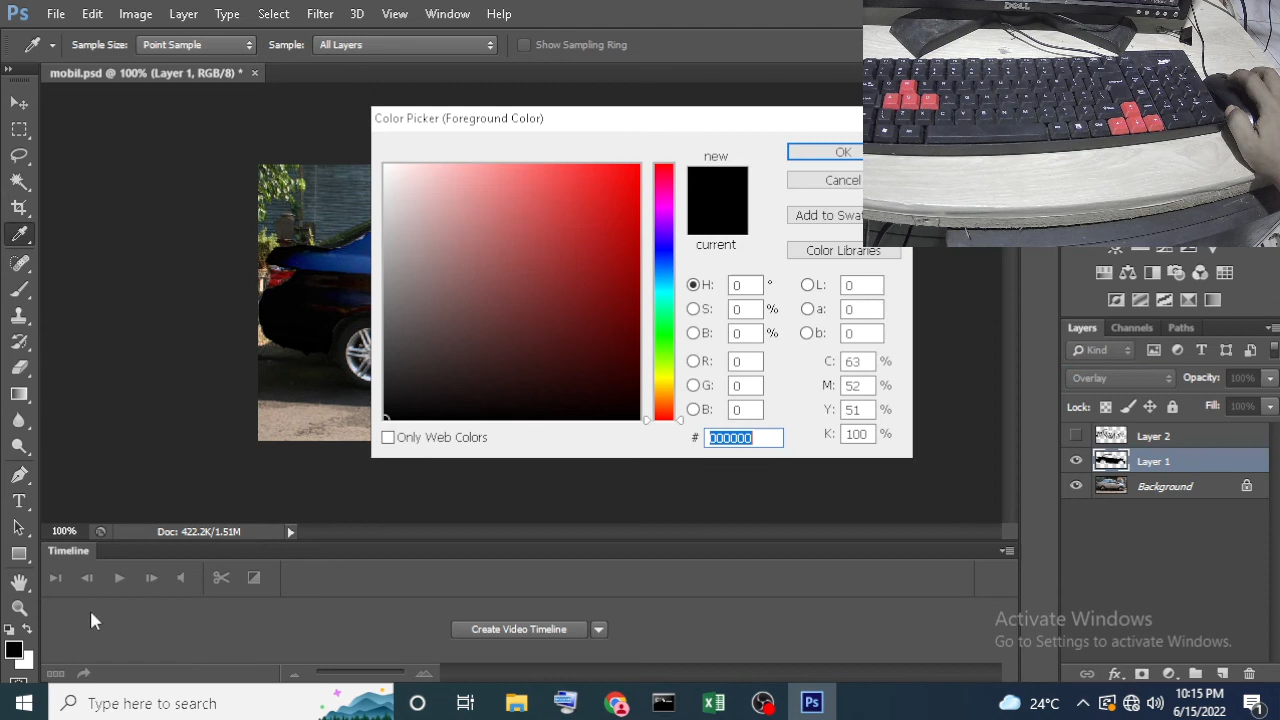 Ps File Edit Image Layer Type Select Filter 3D View Window Help
DELL
Sample Size: Point Sample Sample: All Layers Show Sampling Ring
mobil.psd @ 100% (Layer 1, RGB/8) * ×
Color Picker (Foreground Color)
new
OK
Cancel
Add to Swat
current
Color Libraries
H: 0 ° L: 0
S: 0 % a: 0
B: 0 % b: 0
R: 0 C: 63 %
G: 0 M: 52 %
B: 0 Y: 51 %
# 000000 K: 100 %
Only Web Colors
Layers Channels Paths
Kind
Overlay Opacity: 100%
Lock: Fill: 100%
Layer 2
Layer 1
Background
100% Doc: 422.2K/1.51M
Timeline
Create Video Timeline
Activate Windows
Go to Settings to activate Windows.
Type here to search
Ps
24°C
10:15 PM
6/15/2022
1